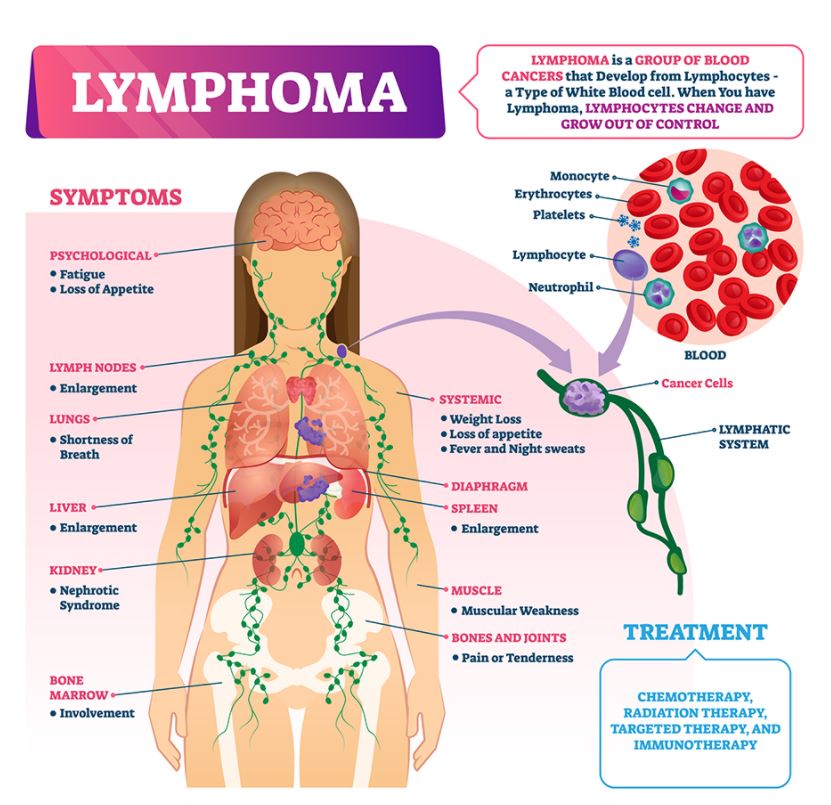 LYMPHOMA
LYMPHOMA is a GROUP OF BLOOD
CANCERS that Develop from Lymphocytes -
a Type of White Blood cell. When You have
Lymphoma, LYMPHOCYTES CHANGE AND
GROW OUT OF CONTROL
SYMPTOMS
PSYCHOLOGICAL
• Fatigue
• Loss of Appetite
LYMPH NODES
• Enlargement
LUNGS
• Shortness of
Breath
LIVER
• Enlargement
KIDNEY
• Nephrotic
Syndrome
BONE
MARROW
• Involvement
SYSTEMIC
• Weight Loss
• Loss of appetite
• Fever and Night sweats
DIAPHRAGM
SPLEEN
• Enlargement
MUSCLE
• Muscular Weakness
BONES AND JOINTS
• Pain or Tenderness
Monocyte
Erythrocytes
Platelets
Lymphocyte
Neutrophil
BLOOD
Cancer Cells
LYMPHATIC
SYSTEM
TREATMENT
CHEMOTHERAPY,
RADIATION THERAPY,
TARGETED THERAPY, AND
IMMUNOTHERAPY